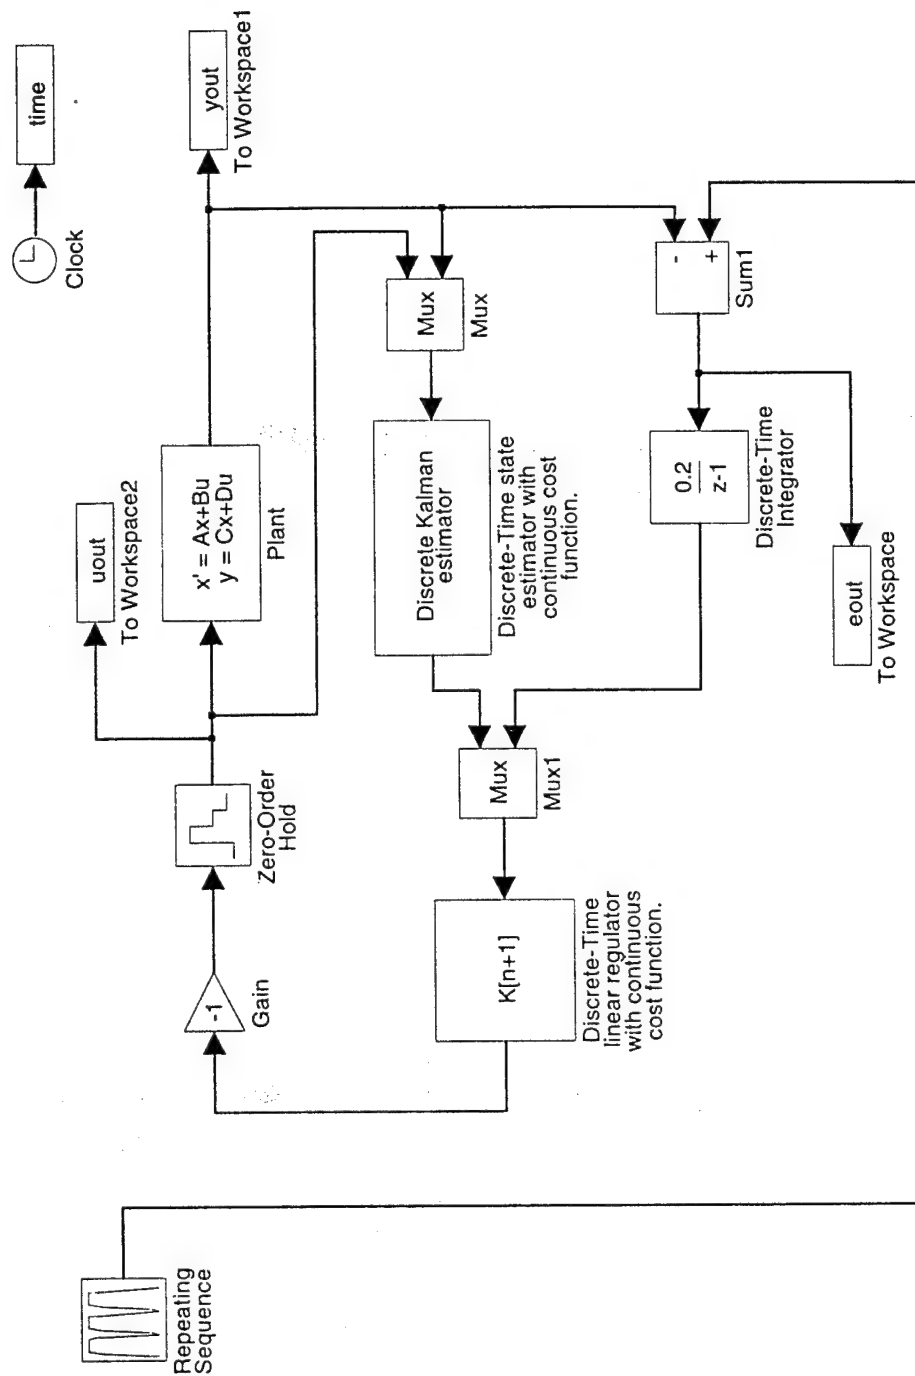 time
Clock
yout
To Workspace1
uout
To Workspace2
x' = Ax+Bu
y = Cx+Du
Plant
Zero-Order
Hold
-1
Gain
Repeating
Sequence
Mux
Mux
Discrete Kalman
estimator
Discrete-Time state
estimator with
continuous cost
function.
Mux
Mux1
K[n+1]
Discrete-Time
linear regulator
with continuous
cost function.
-
+
Sum1
0.2
z-1
Discrete-Time
Integrator
eout
To Workspace